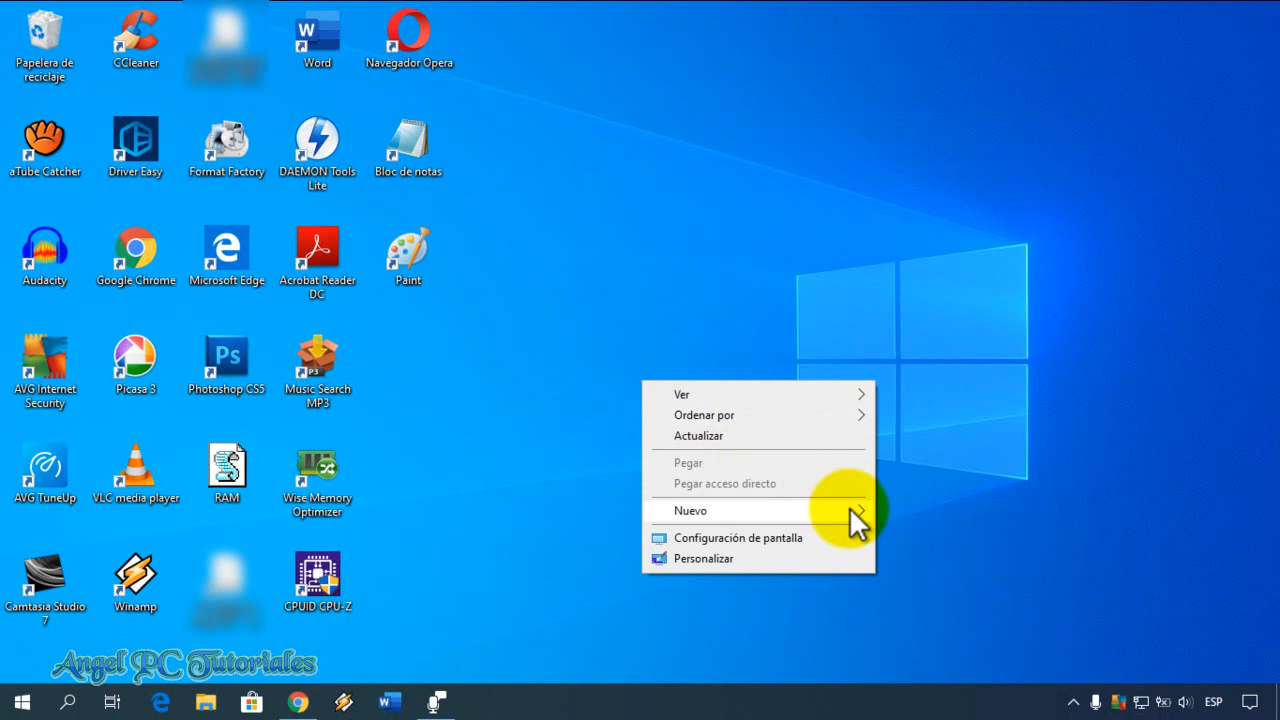 Papelera de
reciclaje
CCleaner
Word
Navegador Opera
aTube Catcher
Driver Easy
Format Factory
DAEMON Tools
Lite
Bloc de notas
Audacity
Google Chrome
Microsoft Edge
Acrobat Reader
DC
Paint
AVG Internet
Security
Picasa 3
Photoshop CS5
Music Search
MP3
AVG TuneUp
VLC media player
RAM
Wise Memory
Optimizer
Camtasia Studio
7
Winamp
CPUID CPU-Z
Ver
Ordenar por
Actualizar
Pegar
Pegar acceso directo
Nuevo
Configuración de pantalla
Personalizar
Angel PC Tutoriales
ESP